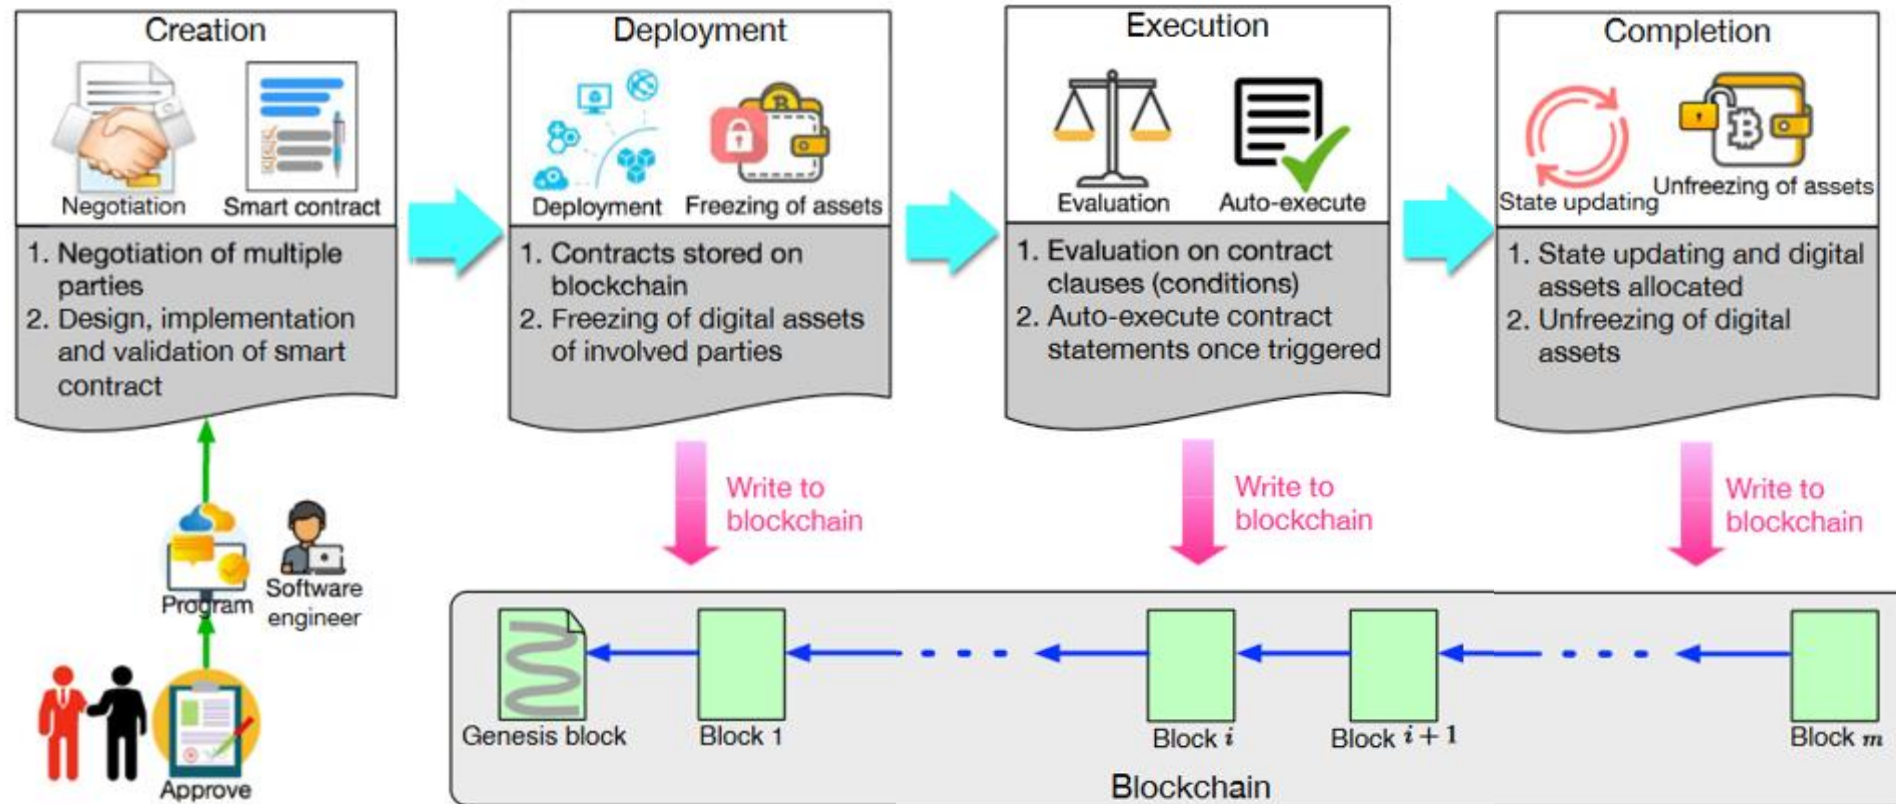 Creation
Negotiation
Smart contract
1. Negotiation of multiple
parties
2. Design, implementation
and validation of smart
contract
Deployment
Deployment
Freezing of assets
1. Contracts stored on
blockchain
2. Freezing of digital assets
of involved parties
Execution
Evaluation
Auto-execute
1. Evaluation on contract
clauses (conditions)
2. Auto-execute contract
statements once triggered
Completion
State updating
Unfreezing of assets
1. State updating and digital
assets allocated
2. Unfreezing of digital
assets
Program
Software
engineer
Approve
Write to
blockchain
Write to
blockchain
Write to
blockchain
Genesis block
Block 1
Block i
Block i + 1
Block m
Blockchain